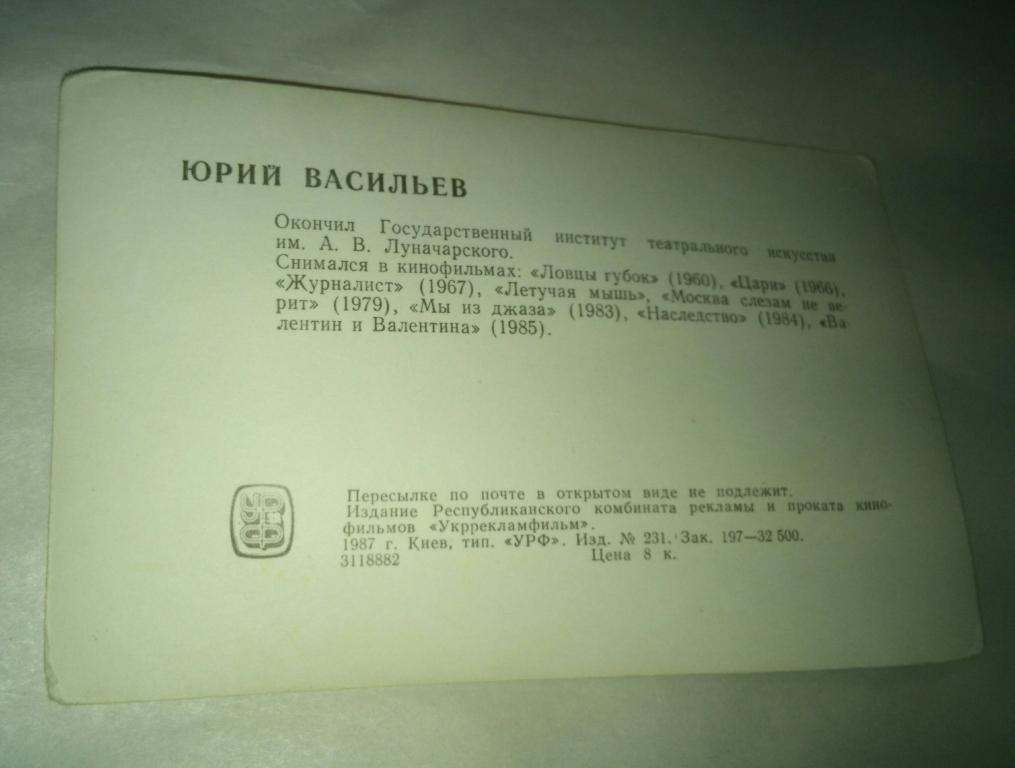 ЮРИЙ ВАСИЛЬЕВ
Окончил Государственный институт театрального искусства
им. А. В. Луначарского.
Снимался в кинофильмах: «Ловцы губок» (1960), «Цари» (1966),
«Журналист» (1967), «Летучая мышь», «Москва слезам не ве-
рит» (1979), «Мы из джаза» (1983), «Наследство» (1984), «Ва-
лентин и Валентина» (1985).
Пересылке по почте в открытом виде не подлежит.
Издание Республиканского комбината рекламы и проката кино-
фильмов «Укррекламфильм».
1987 г. Киев, тип. «УРФ». Изд. № 231. Зак. 197—32 500.
3118882 Цена 8 к.